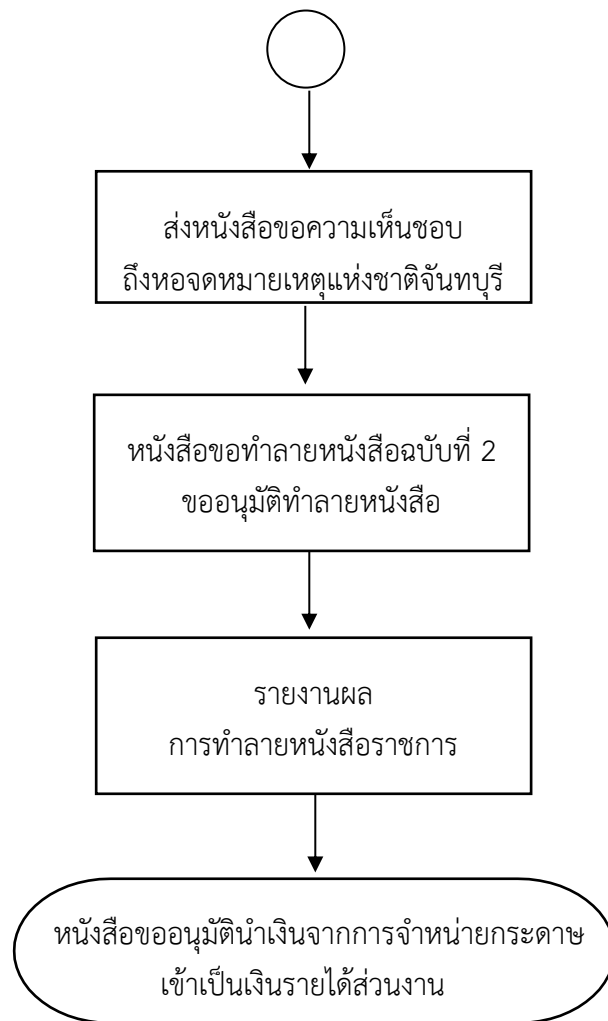 ส่งหนังสือขอความเห็นชอบ
ถึงหอจดหมายเหตุแห่งชาติจันทบุรี
หนังสือขอทำลายหนังสือฉบับที่ 2
ขออนุมัติทำลายหนังสือ
รายงานผล
การทำลายหนังสือราชการ
หนังสือขออนุมัตินำเงินจากการจำหน่ายกระดาษ
เข้าเป็นเงินรายได้ส่วนงาน